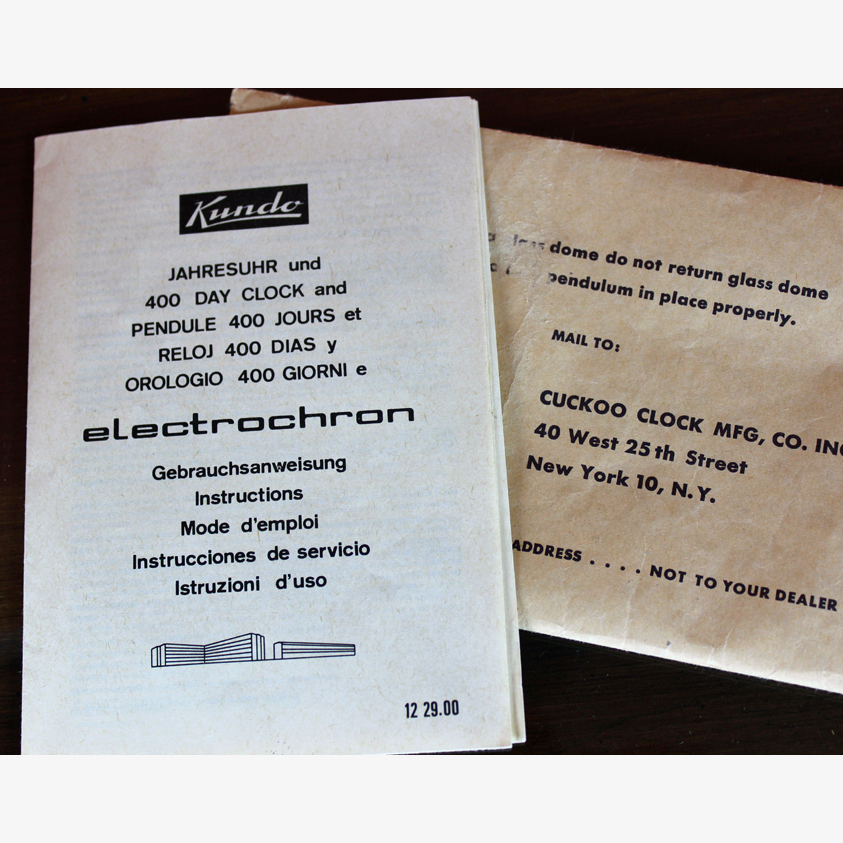 Kundo
JAHRESUHR und
400 DAY CLOCK and
PENDULE 400 JOURS et
RELOJ 400 DIAS y
OROLOGIO 400 GIORNI e
electrochron
Gebrauchsanweisung
Instructions
Mode d'emploi
Instrucciones de servicio
Istruzioni d'uso
12 29.00
dome do not return glass dome
pendulum in place properly.
MAIL TO:
CUCKOO CLOCK MFG, CO. INC
40 West 25th Street
New York 10, N.Y.
ADDRESS . . . . NOT TO YOUR DEALER